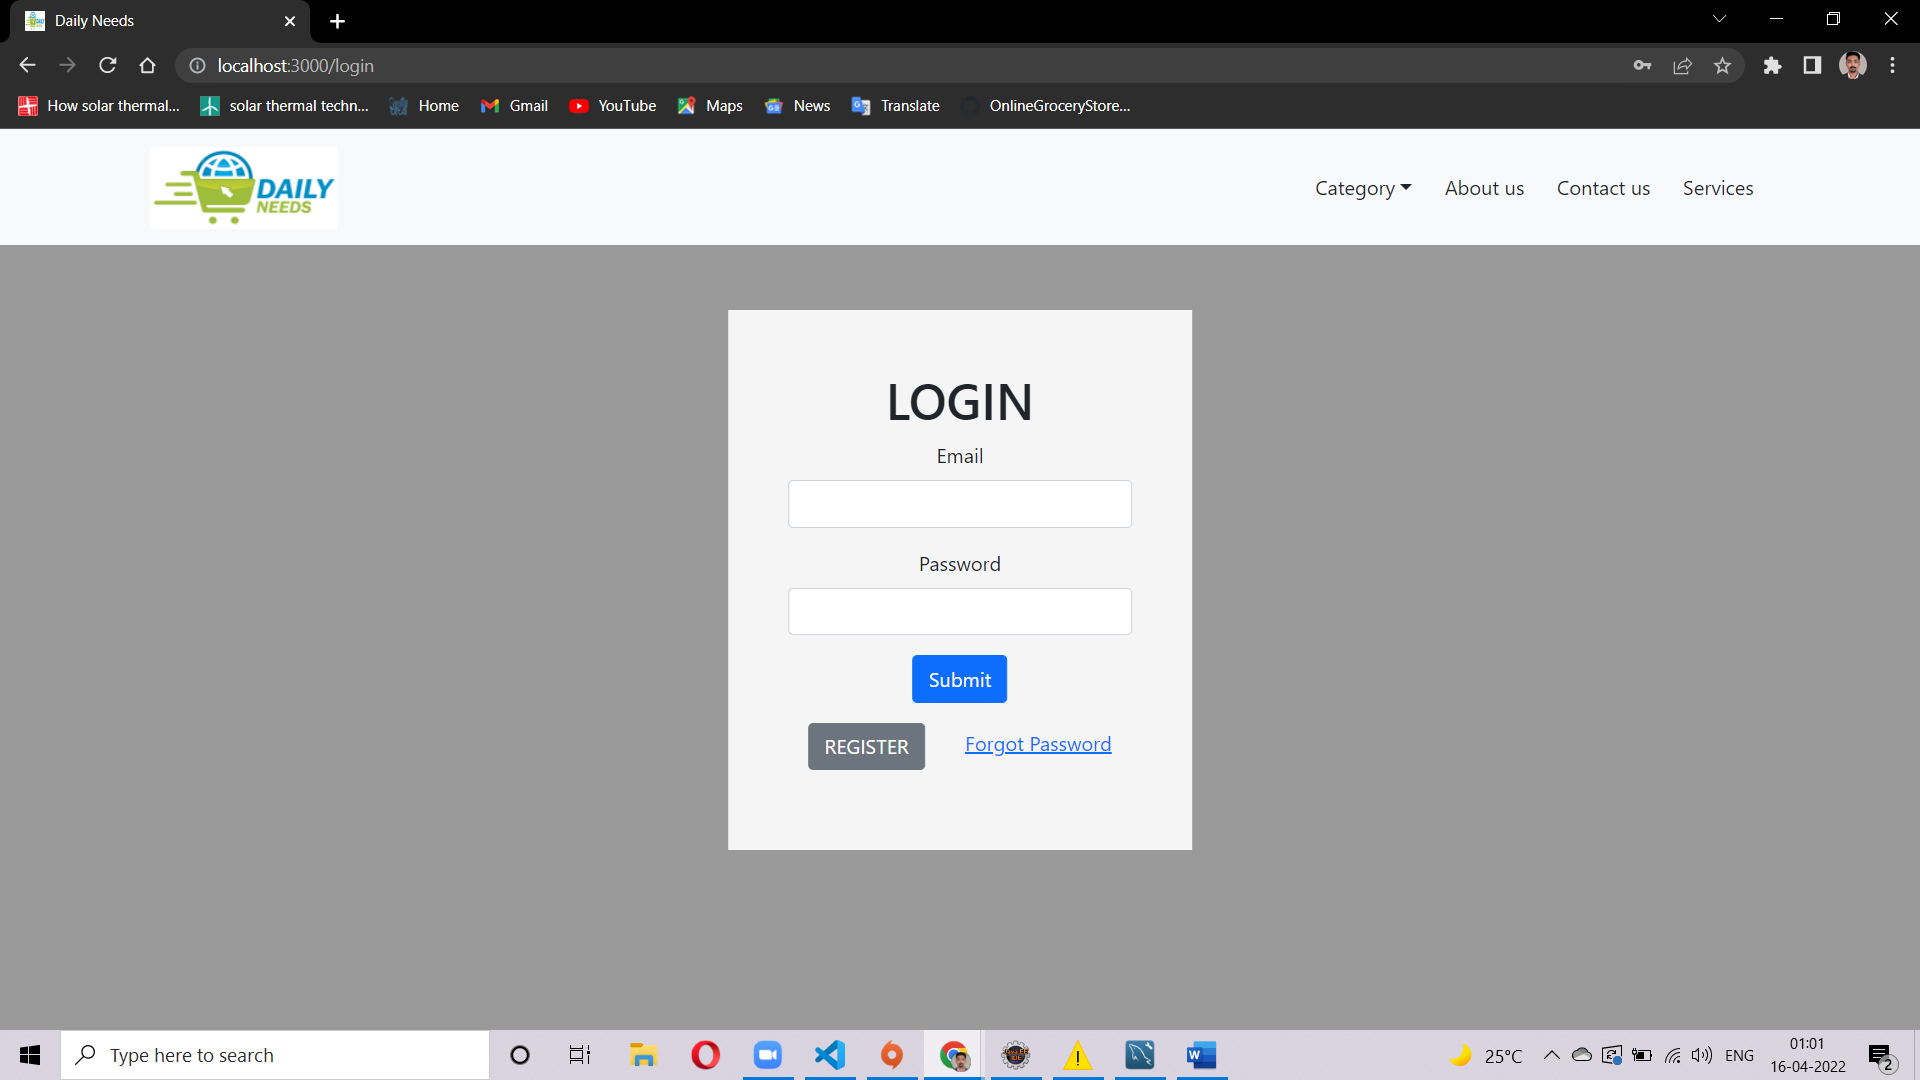 Daily Needs
localhost:3000/login
How solar thermal...
solar thermal techn...
Home
Gmail
YouTube
Maps
News
Translate
OnlineGroceryStore...
DAILY
NEEDS
Category
About us
Contact us
Services
LOGIN
Email
Password
Submit
REGISTER
Forgot Password
Type here to search
25°C
ENG
01:01
16-04-2022
2